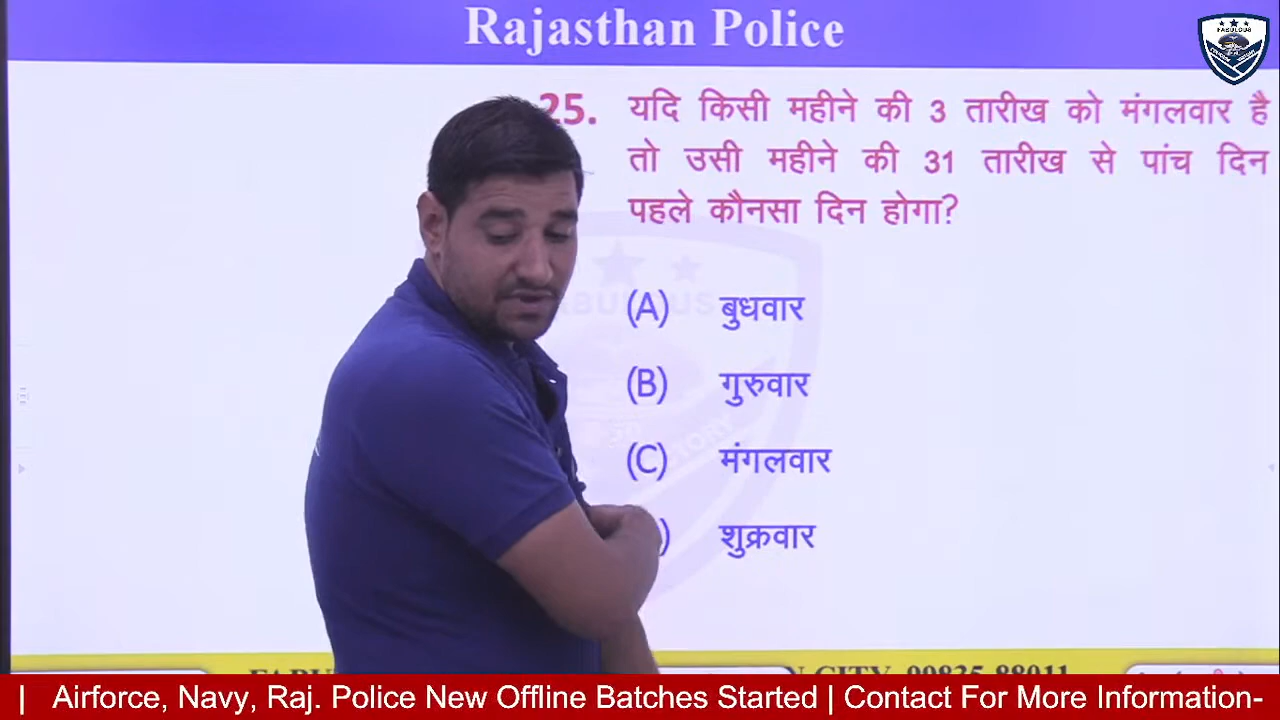 Rajasthan Police
FABULOUS
25. यदि किसी महीने की 3 तारीख को मंगलवार है
तो उसी महीने की 31 तारीख से पांच दिन
पहले कौनसा दिन होगा?
(A) बुधवार
(B) गुरुवार
(C) मंगलवार
) शुक्रवार
| Airforce, Navy, Raj. Police New Offline Batches Started | Contact For More Information-